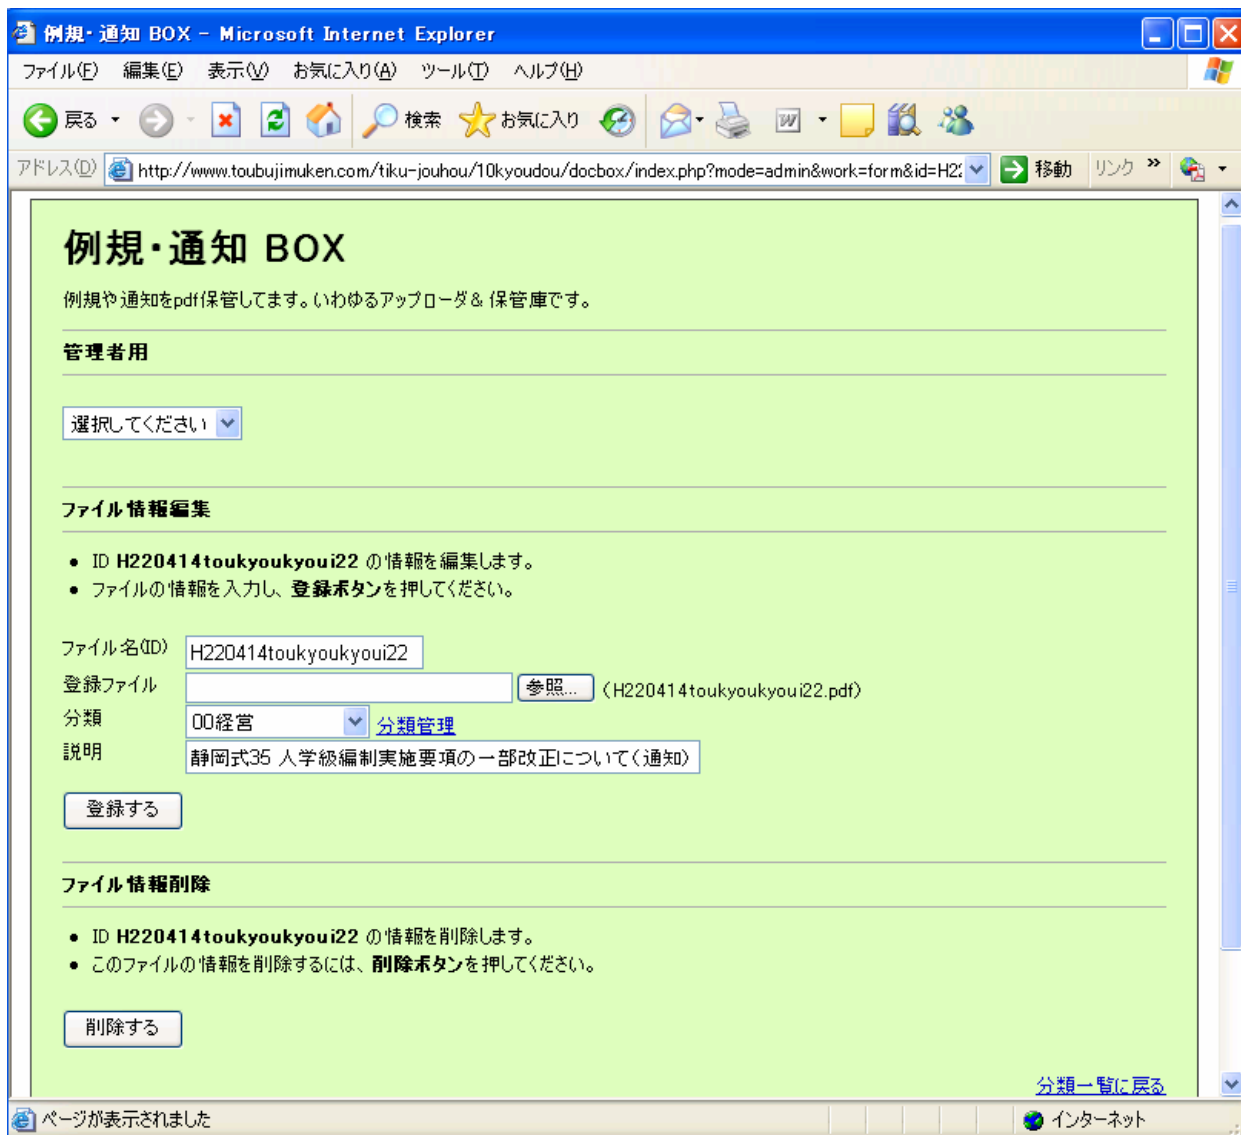 例規・通知 BOX - Microsoft Internet Explorer
ファイル(F) 編集(E) 表示(V) お気に入り(A) ツール(T) ヘルプ(H)
戻る 検索 お気に入り
アドレス(D) http://www.toubujimuken.com/tiku-jouhou/10kyoudou/docbox/index.php?mode=admin&work=form&id=H22 移動 リンク »
例規・通知 BOX
例規や通知をpdf保管してます。いわゆるアップローダ& 保管庫です。
管理者用
選択してください
ファイル情報編集
● ID H220414toukyoukyoui22 の情報を編集します。
● ファイルの情報を入力し、登録ボタンを押してください。
ファイル名(ID) H220414toukyoukyoui22
登録ファイル 参照... (H220414toukyoukyoui22.pdf)
分類 00経営 分類管理
説明 静岡式35 人学級編制実施要項の一部改正について(通知)
登録する
ファイル情報削除
● ID H220414toukyoukyoui22 の情報を削除します。
● このファイルの情報を削除するには、削除ボタンを押してください。
削除する
分類一覧に戻る
ページが表示されました インターネット